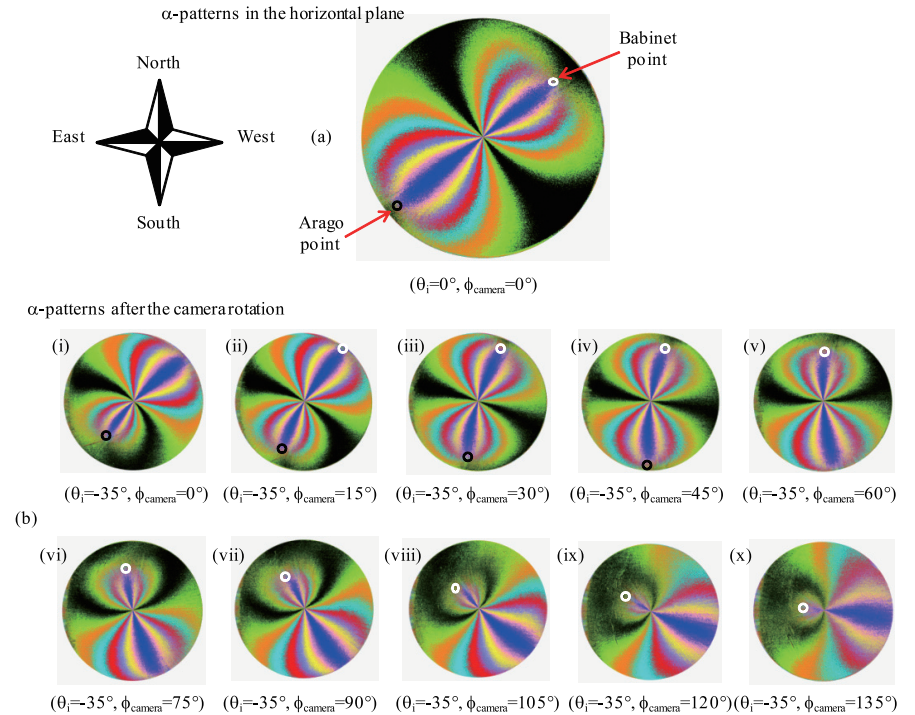 α-patterns in the horizontal plane
Babinet
point
North
East
West
South
(a)
Arago
point
(θi=0°, ϕcamera=0°)
α-patterns after the camera rotation
(i)
(ii)
(iii)
(iv)
(v)
(θi=-35°, ϕcamera=0°)
(θi=-35°, ϕcamera=15°)
(θi=-35°, ϕcamera=30°)
(θi=-35°, ϕcamera=45°)
(θi=-35°, ϕcamera=60°)
(b)
(vi)
(vii)
(viii)
(ix)
(x)
(θi=-35°, ϕcamera=75°)
(θi=-35°, ϕcamera=90°)
(θi=-35°, ϕcamera=105°)
(θi=-35°, ϕcamera=120°)
(θi=-35°, ϕcamera=135°)